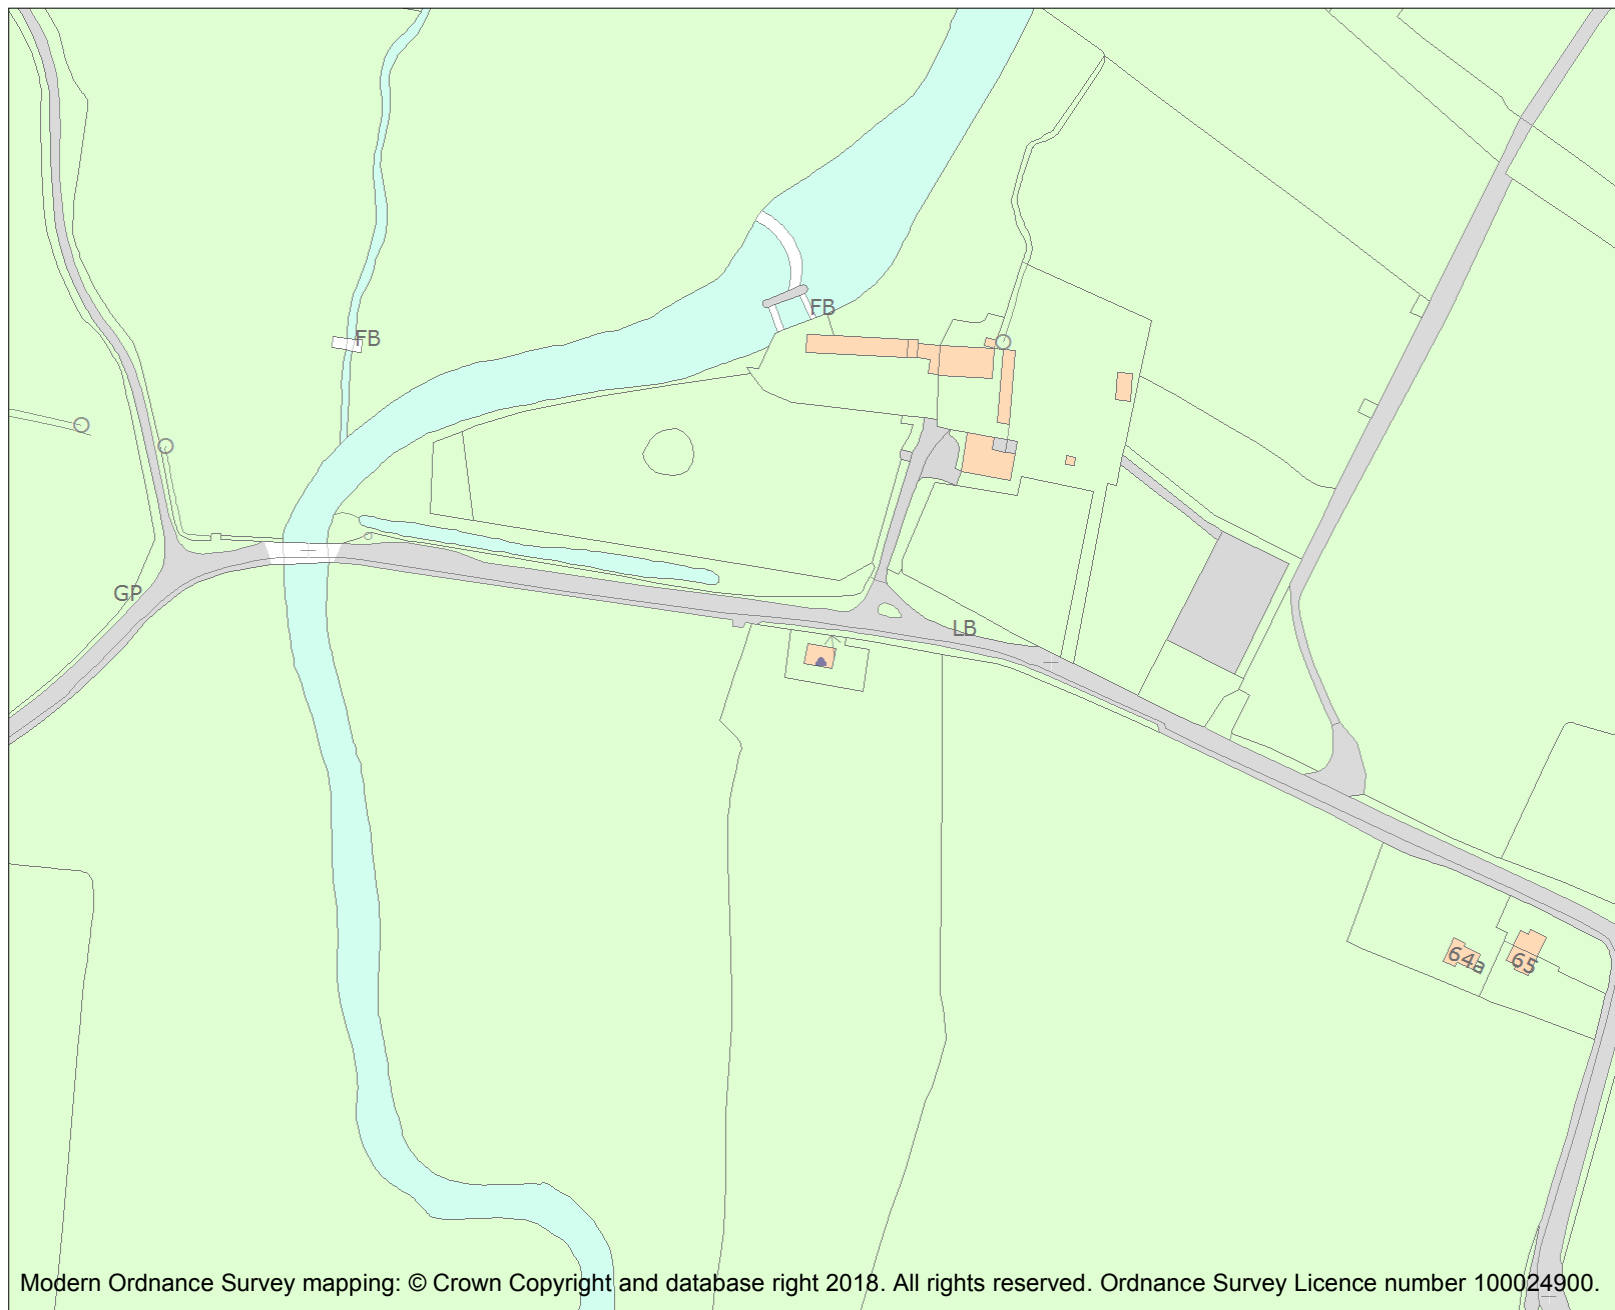 FB
FB
GP
LB
64a
65
Modern Ordnance Survey mapping: © Crown Copyright and database right 2018. All rights reserved. Ordnance Survey Licence number 100024900.